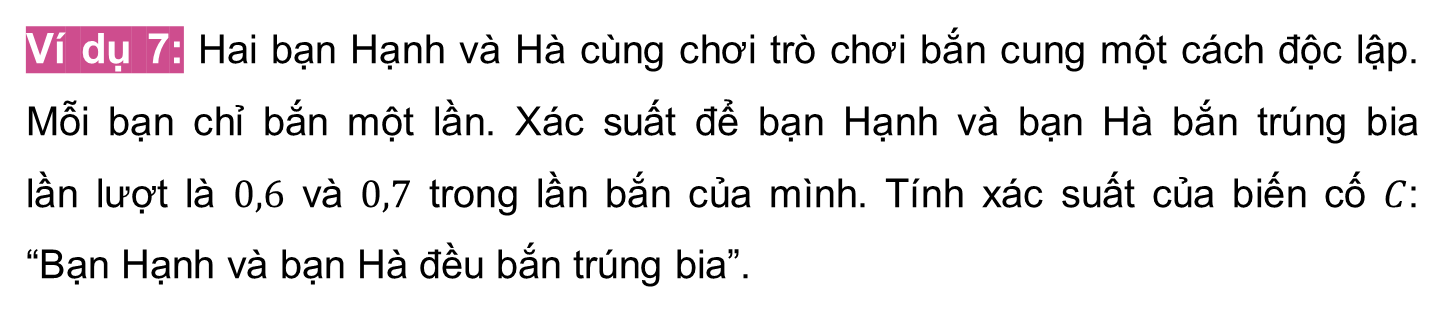 Ví dụ 7: Hai bạn Hạnh và Hà cùng chơi trò chơi bắn cung một cách độc lập.
Mỗi bạn chỉ bắn một lần. Xác suất để bạn Hạnh và bạn Hà bắn trúng bia
lần lượt là 0,6 và 0,7 trong lần bắn của mình. Tính xác suất của biến cố C:
“Bạn Hạnh và bạn Hà đều bắn trúng bia”.